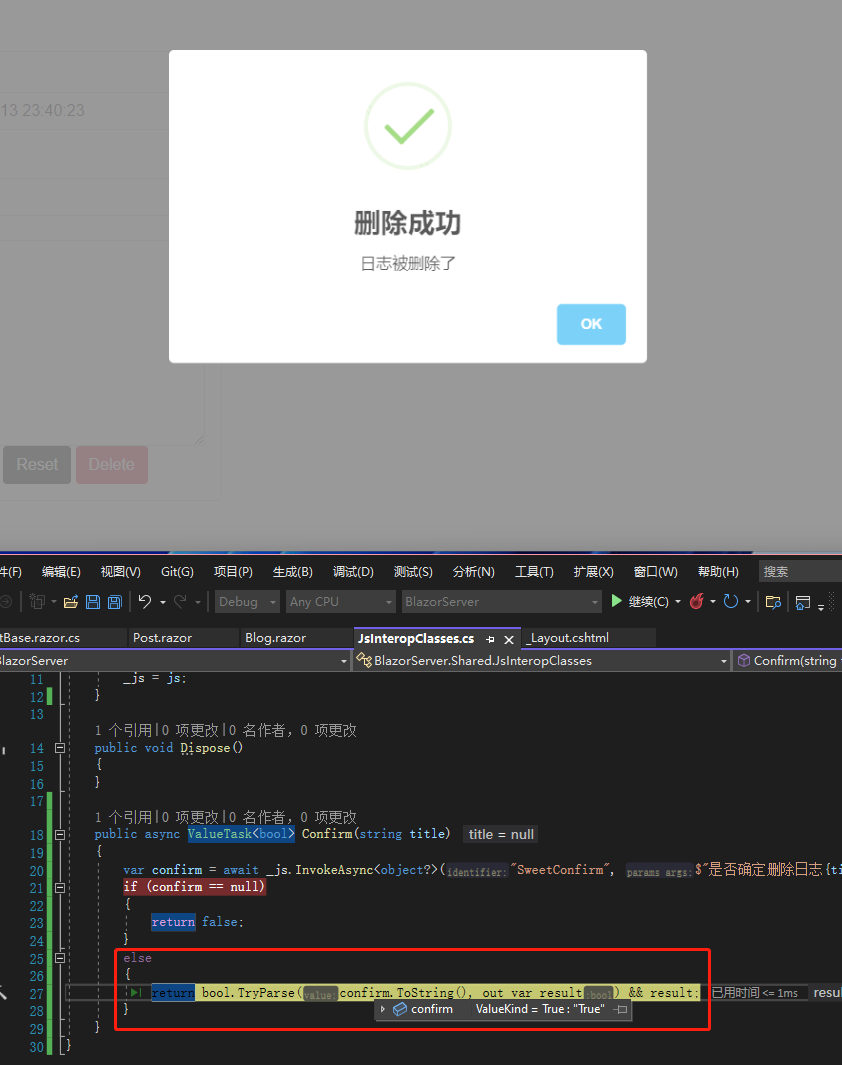 13 23:40:23
删除成功
日志被删除了
OK
Reset Delete
件(F) 编辑(E) 视图(V) Git(G) 项目(P) 生成(B) 调试(D) 测试(S) 分析(N) 工具(T) 扩展(X) 窗口(W) 帮助(H) 搜索
Debug Any CPU BlazorServer 继续(C)
tBase.razor.cs Post.razor Blog.razor JsInteropClasses.cs _Layout.cshtml
BlazorServer BlazorServer.Shared.JsInteropClasses Confirm(string
11 _js = js;
12 }
13
1 个引用|0 项更改|0 名作者，0 项更改
14 public void Dispose()
15 {
16 }
17
1 个引用|0 项更改|0 名作者，0 项更改
18 public async ValueTask<bool> Confirm(string title) title = null
19 {
20 var confirm = await _js.InvokeAsync<object?>(identifier: "SweetConfirm", params args: $"是否确定删除日志{ti
21 if (confirm == null)
22 {
23 return false;
24 }
25 else
26 {
27 return bool.TryParse(value: confirm.ToString(), out var result:bool) && result; 已用时间 <= 1ms resul
28 }
confirm ValueKind = True : "True"
29 }
30 }